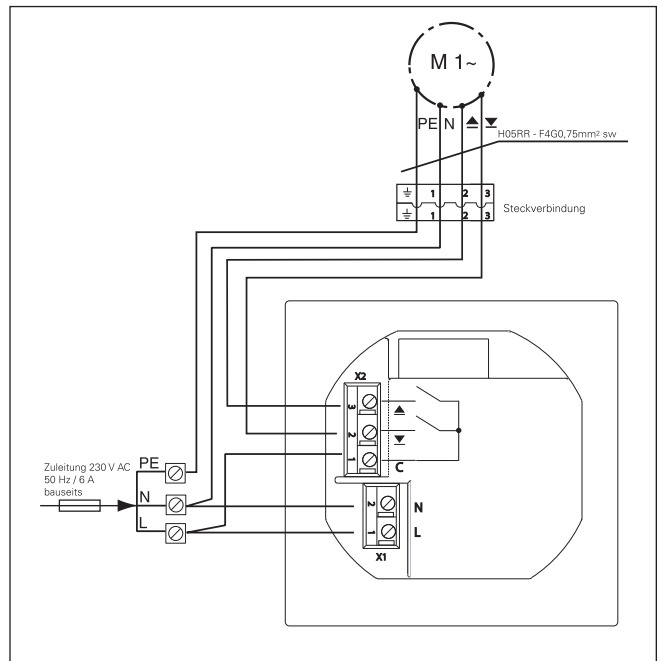 M 1~
PE N
H05RR - F4G0,75mm² sw
1 2 3
1 2 3
Steckverbindung
X2
3
2
1
C
Zuleitung 230 V AC
50 Hz / 6 A
bauseits
PE
N
L
2
N
1
L
X1